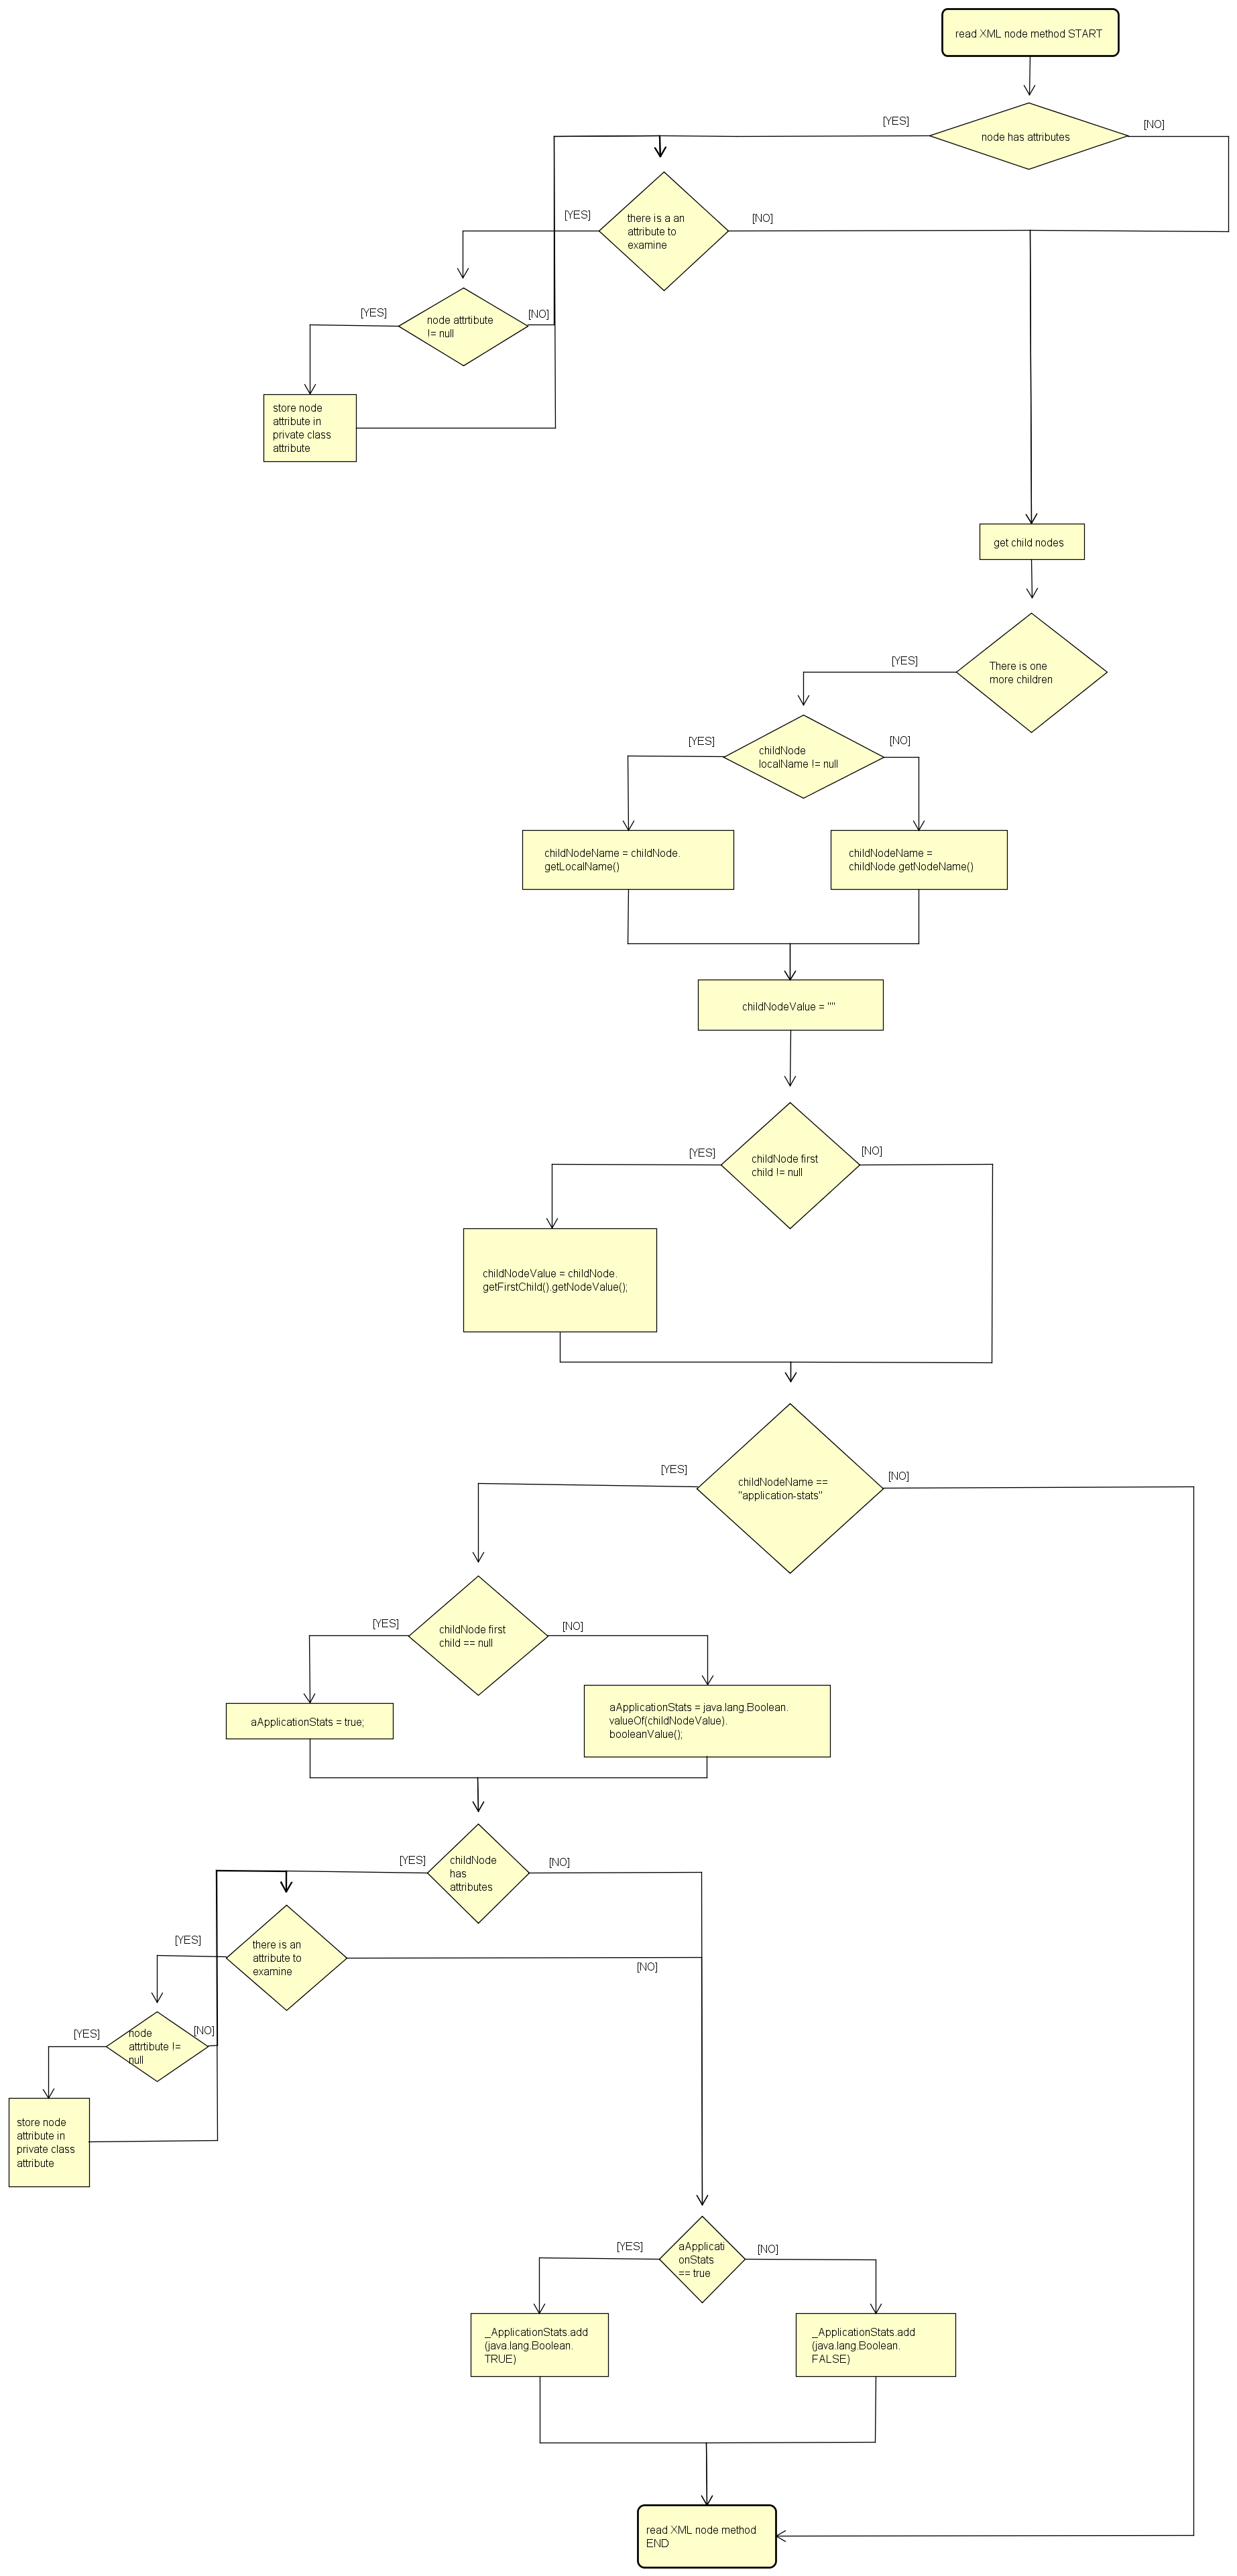 read XML node method START
node has attributes
[YES]
[NO]
there is a an
attribute to
examine
[YES]
[NO]
node attrtibute
!= null
[YES]
[NO]
store node
attribute in
private class
attribute
get child nodes
There is one
more children
[YES]
childNode
localName != null
[YES]
[NO]
childNodeName = childNode.
getLocalName()
childNodeName =
childNode.getNodeName()
childNodeValue = ""
childNode first
child != null
[YES]
[NO]
childNodeValue = childNode.
getFirstChild().getNodeValue();
childNodeName ==
"application-stats"
[YES]
[NO]
childNode first
child == null
[YES]
[NO]
aApplicationStats = true;
aApplicationStats = java.lang.Boolean.
valueOf(childNodeValue).
booleanValue();
childNode
has
attributes
[YES]
[NO]
there is an
attribute to
examine
[YES]
[NO]
node
attrtibute !=
null
[YES]
[NO]
store node
attribute in
private class
attribute
aApplicati
onStats
== true
[YES]
[NO]
_ApplicationStats.add
(java.lang.Boolean.
TRUE)
_ApplicationStats.add
(java.lang.Boolean.
FALSE)
read XML node method
END